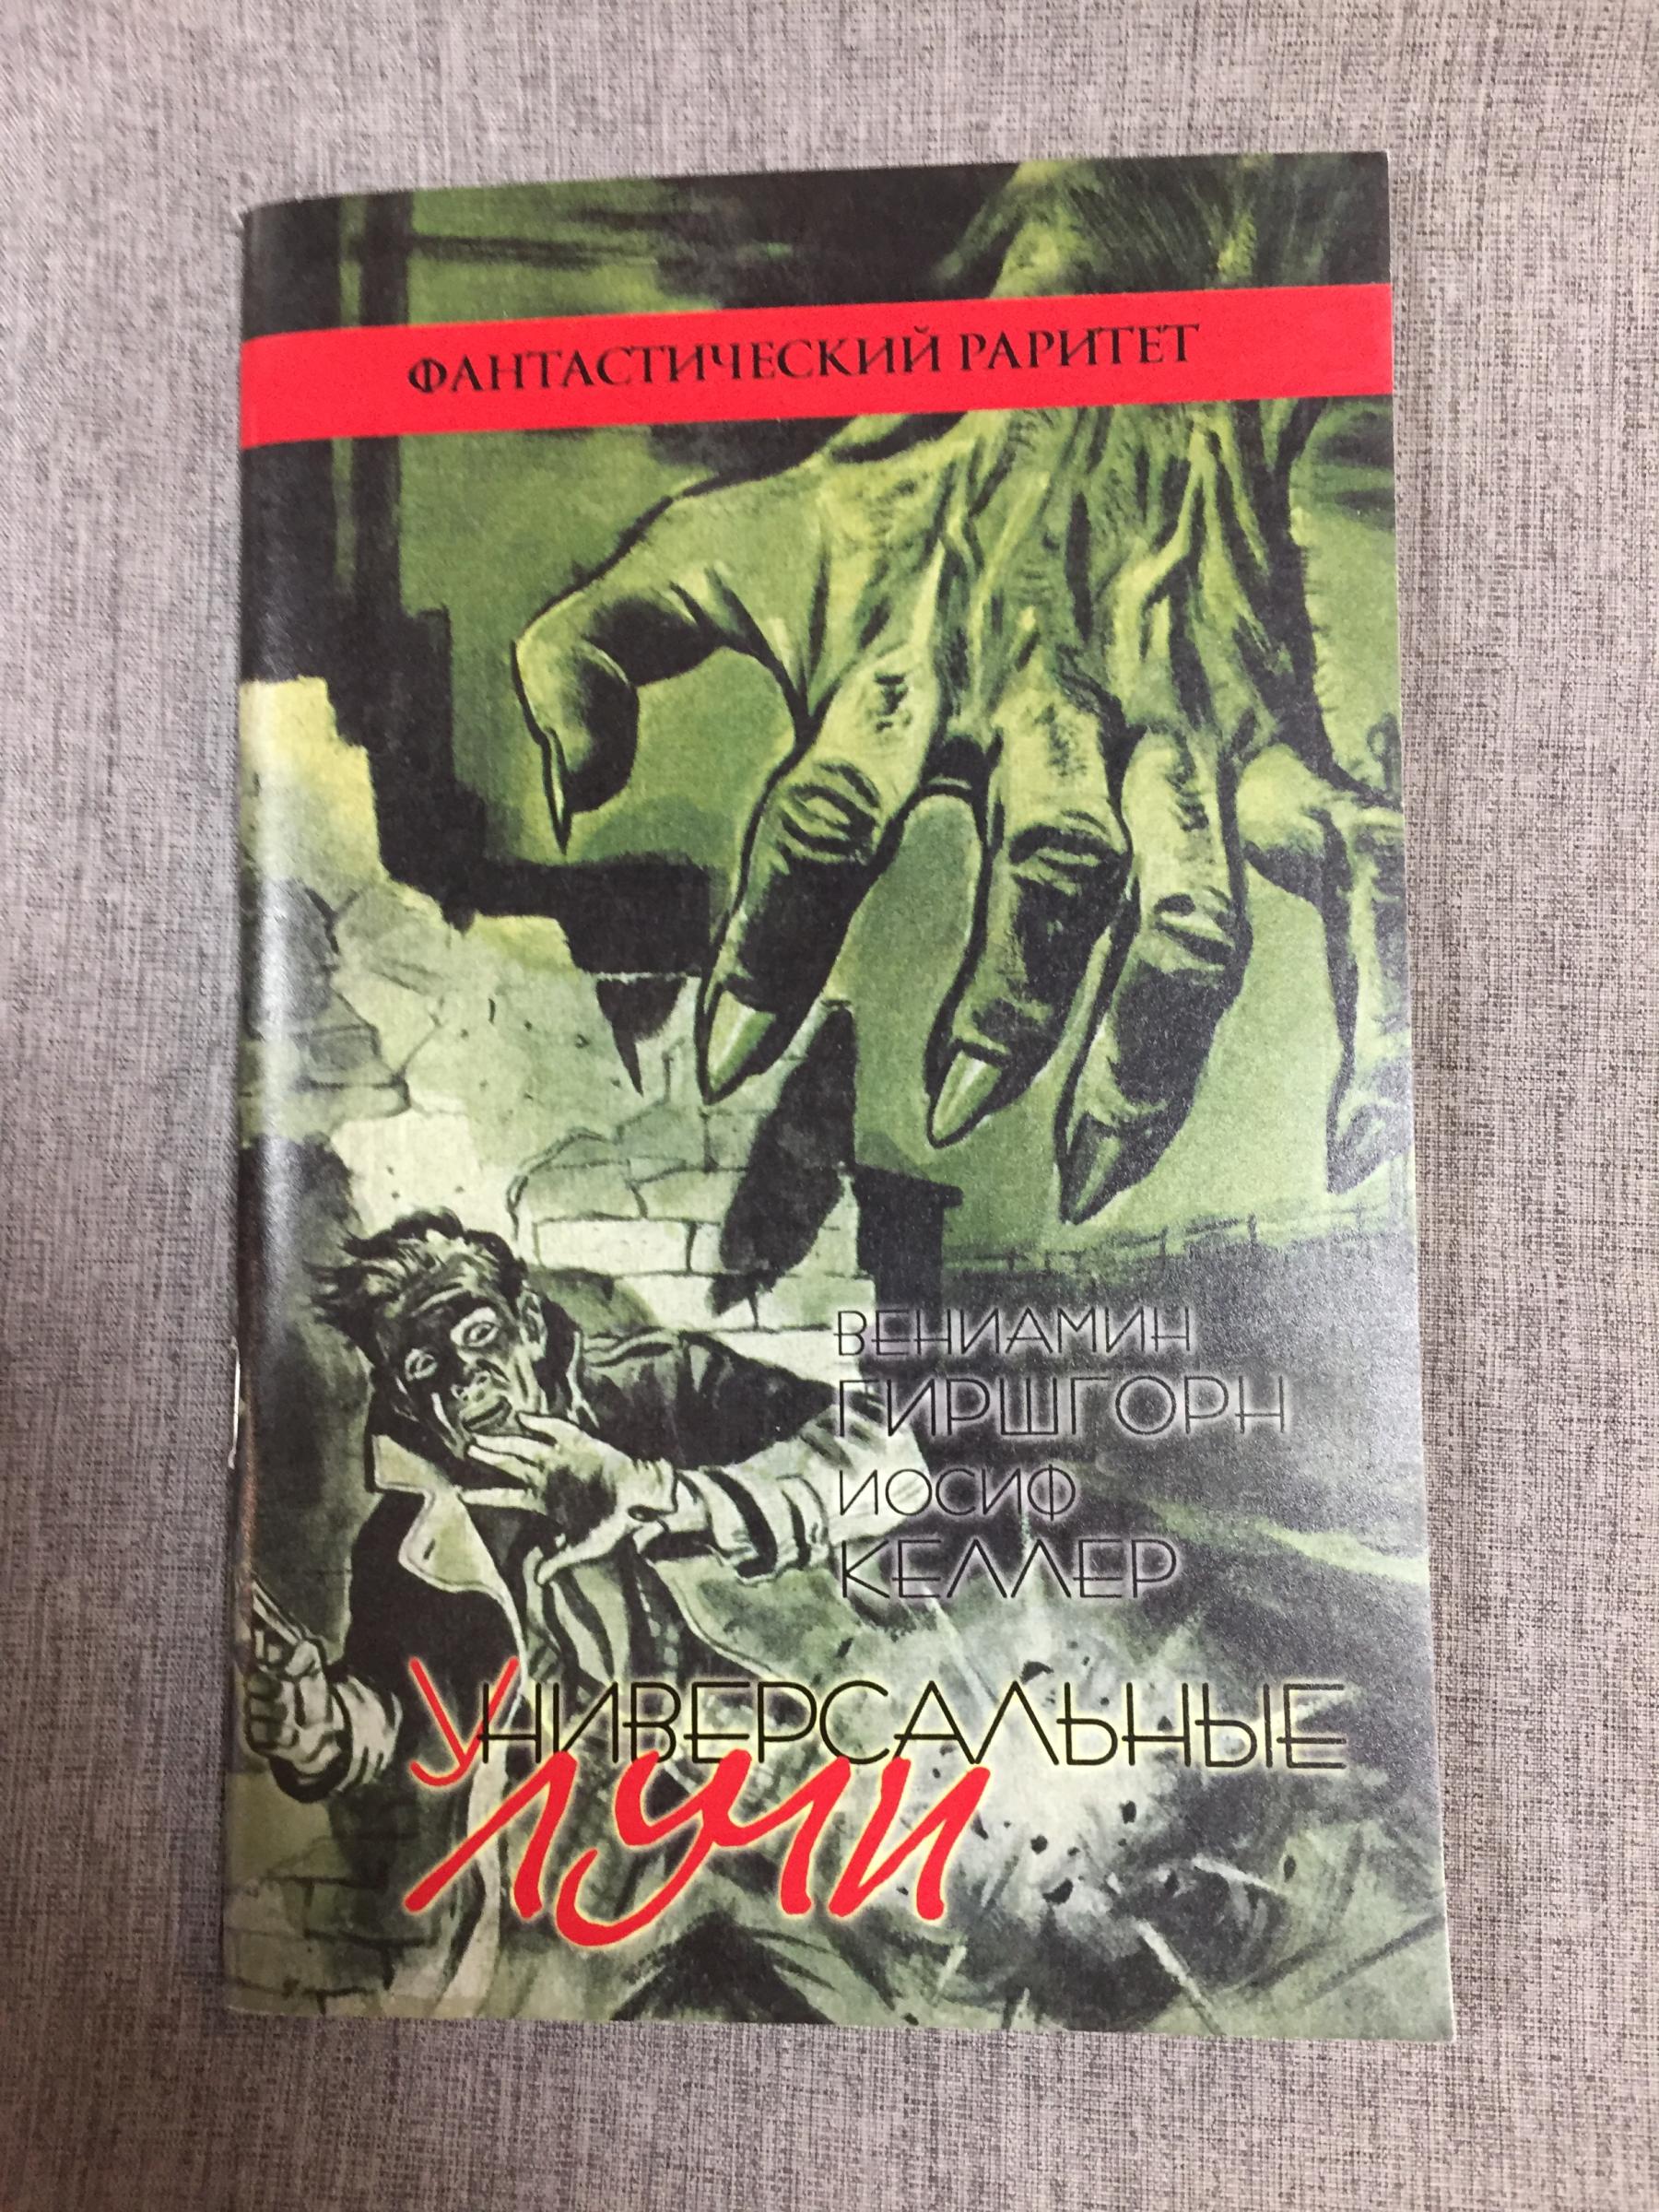 ФАНТАСТИЧЕСКИЙ РАРИТЕТ
ВЕНИАМИН
ГИРШГОРН
ИОСИФ
КЕЛЛЕР
УНИВЕРСАЛЬНЫЕ
ЛУЧИ